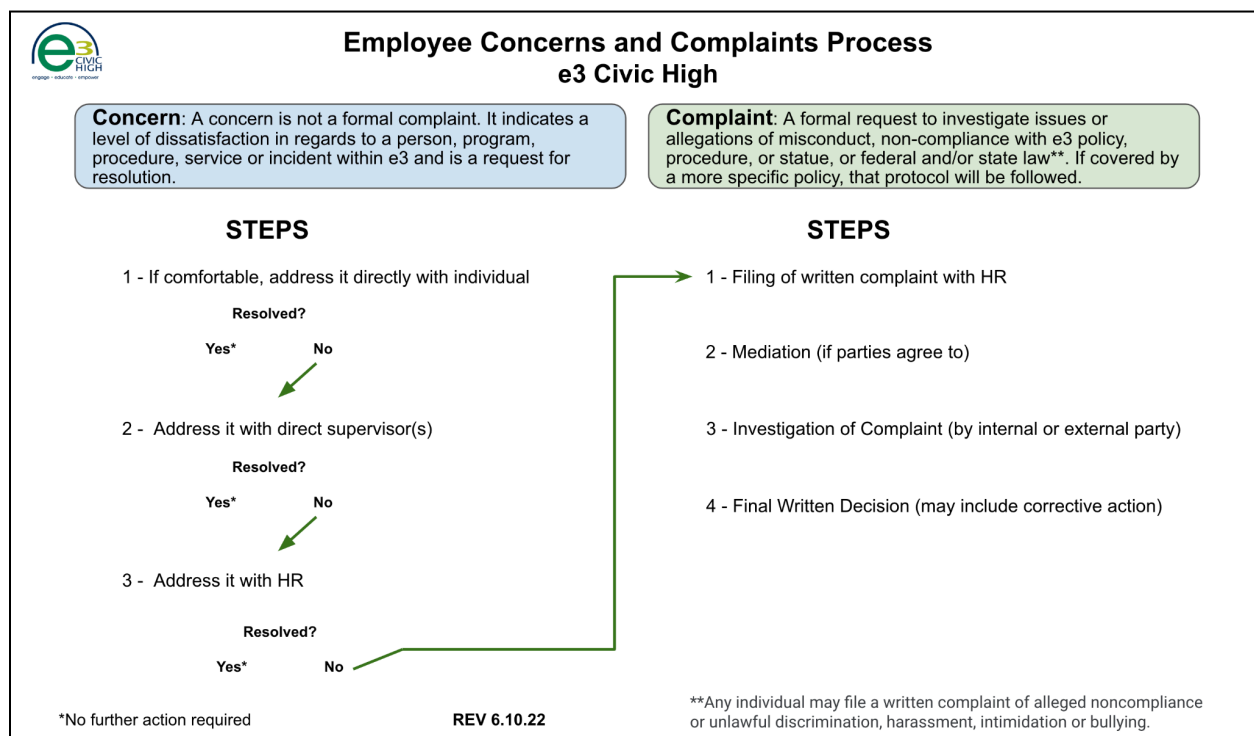 e3
CIVIC
HIGH
engage - educate - empower
Employee Concerns and Complaints Process
e3 Civic High
Concern: A concern is not a formal complaint. It indicates a
level of dissatisfaction in regards to a person, program,
procedure, service or incident within e3 and is a request for
resolution.
Complaint: A formal request to investigate issues or
allegations of misconduct, non-compliance with e3 policy,
procedure, or statue, or federal and/or state law**. If covered by
a more specific policy, that protocol will be followed.
STEPS
1 - If comfortable, address it directly with individual
Resolved?
Yes* No
2 - Address it with direct supervisor(s)
Resolved?
Yes* No
3 - Address it with HR
Resolved?
Yes* No
*No further action required
REV 6.10.22
STEPS
1 - Filing of written complaint with HR
2 - Mediation (if parties agree to)
3 - Investigation of Complaint (by internal or external party)
4 - Final Written Decision (may include corrective action)
**Any individual may file a written complaint of alleged noncompliance
or unlawful discrimination, harassment, intimidation or bullying.